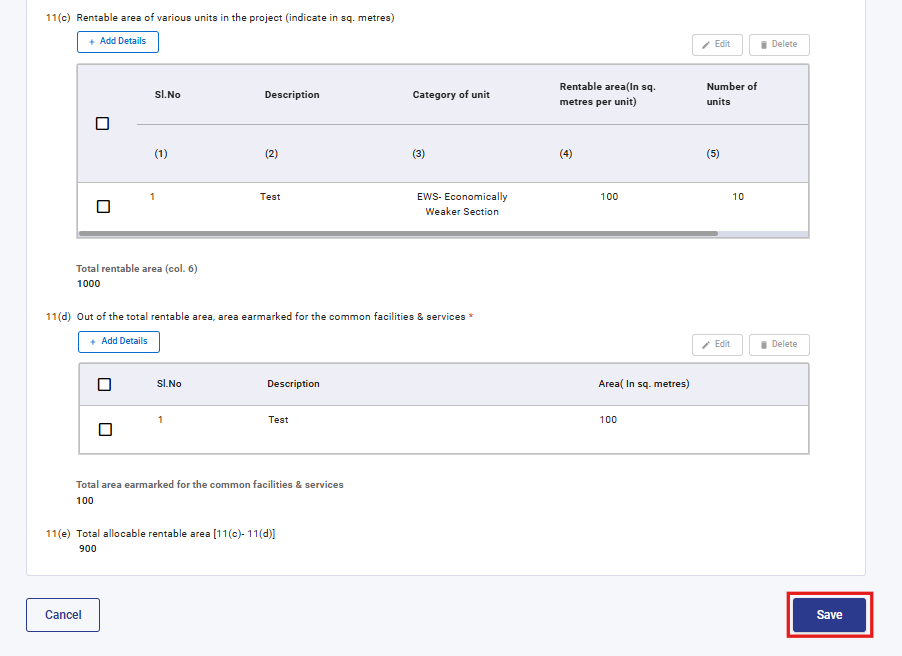 11(c) Rentable area of various units in the project (indicate in sq. metres)
+ Add Details
Edit
Delete
Sl.No Description Category of unit Rentable area(In sq. metres per unit) Number of units
(1) (2) (3) (4) (5)
1 Test EWS- Economically Weaker Section 100 10
Total rentable area (col. 6)
1000
11(d) Out of the total rentable area, area earmarked for the common facilities & services *
+ Add Details
Edit
Delete
Sl.No Description Area( In sq. metres)
1 Test 100
Total area earmarked for the common facilities & services
100
11(e) Total allocable rentable area [11(c)- 11(d)]
900
Cancel
Save